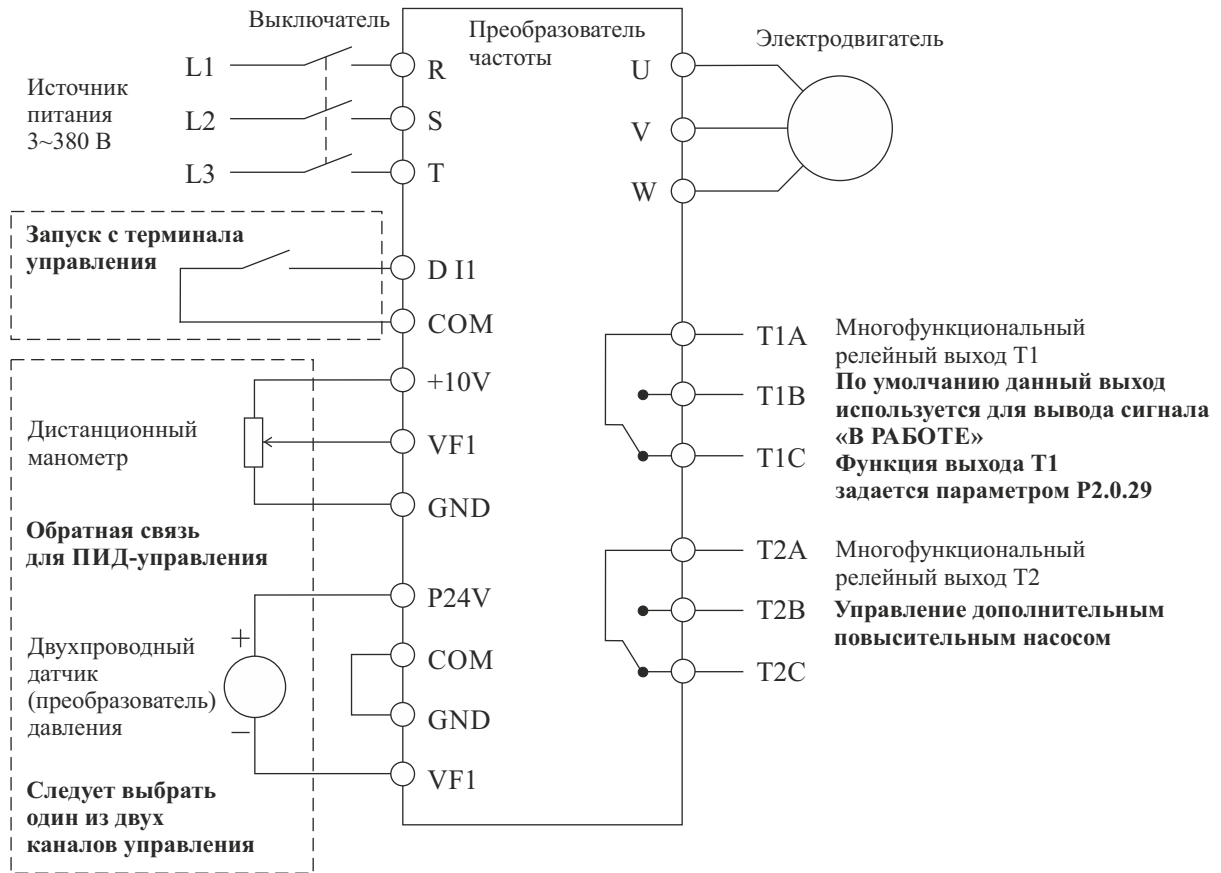 Выключатель
Преобразователь
частоты
Электродвигатель
Источник
питания
3~380 В
L1
L2
L3
R
S
T
U
V
W
Запуск с терминала
управления
D I1
COM
+10V
VF1
GND
Дистанционный
манометр
Обратная связь
для ПИД-управления
P24V
COM
GND
VF1
+
−
Двухпроводный
датчик
(преобразователь)
давления
Следует выбрать
один из двух
каналов управления
T1A
T1B
T1C
Многофункциональный
релейный выход T1
По умолчанию данный выход
используется для вывода сигнала
«В РАБОТЕ»
Функция выхода T1
задается параметром P2.0.29
T2A
T2B
T2C
Многофункциональный
релейный выход T2
Управление дополнительным
повысительным насосом